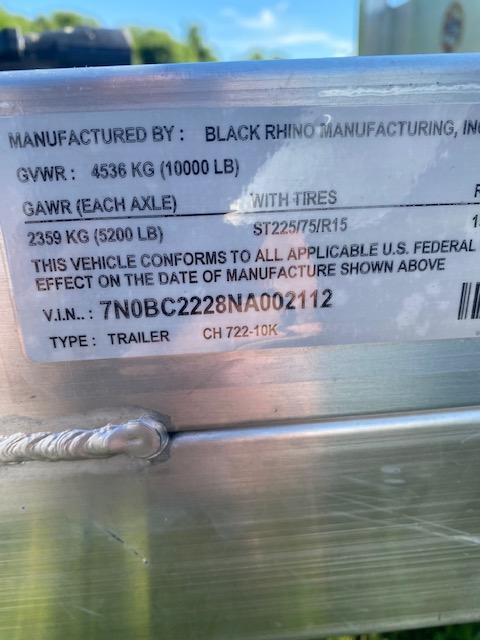 MANUFACTURED BY : BLACK RHINO MANUFACTURING, INC
GVWR : 4536 KG (10000 LB)
GAWR (EACH AXLE) WITH TIRES R
2359 KG (5200 LB) ST225/75/R15 1
THIS VEHICLE CONFORMS TO ALL APPLICABLE U.S. FEDERAL
EFFECT ON THE DATE OF MANUFACTURE SHOWN ABOVE
V.I.N..: 7N0BC2228NA002112
TYPE : TRAILER CH 722-10K